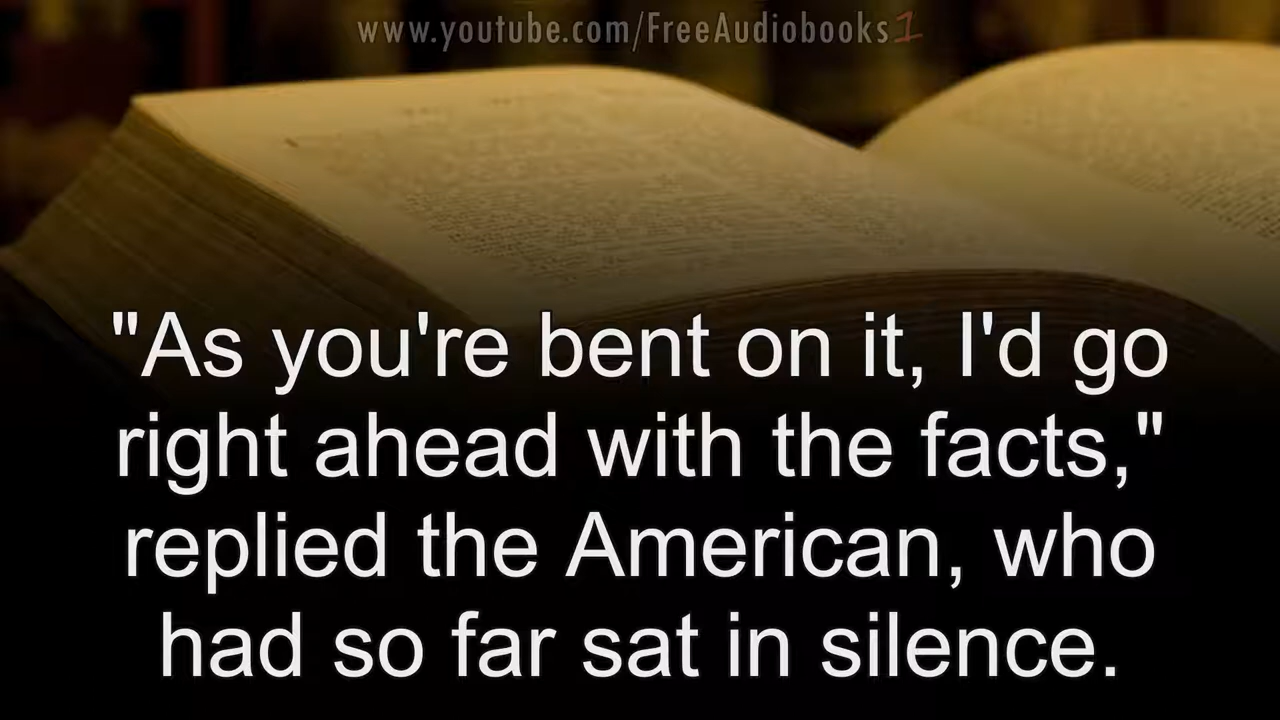 www.youtube.com/FreeAudiobooks1
"As you're bent on it, I'd go
right ahead with the facts,"
replied the American, who
had so far sat in silence.